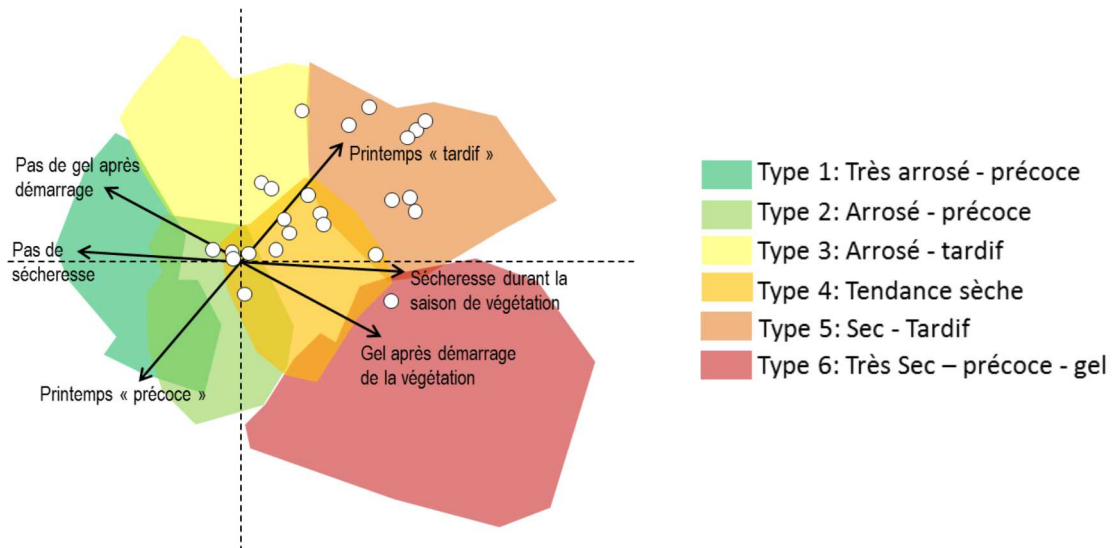 Printemps « tardif »
Pas de gel après
démarrage
Pas de
sécheresse
Sécheresse durant la
saison de végétation
Gel après démarrage
de la végétation
Printemps « précoce »
Type 1: Très arrosé - précoce
Type 2: Arrosé - précoce
Type 3: Arrosé - tardif
Type 4: Tendance sèche
Type 5: Sec - Tardif
Type 6: Très Sec – précoce - gel